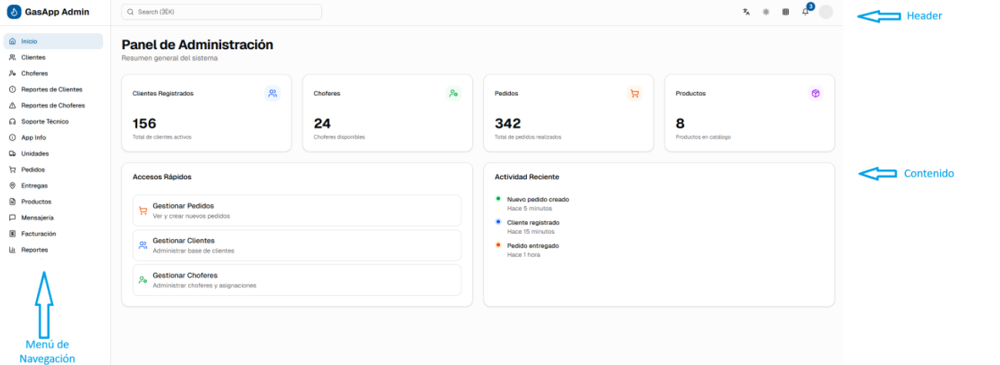 GasApp Admin
Search (⌘K)
3
Header
Inicio
Clientes
Choferes
Reportes de Clientes
Reportes de Choferes
Soporte Técnico
App Info
Unidades
Pedidos
Entregas
Productos
Mensajería
Facturación
Reportes
Menú de
Navegación
Panel de Administración
Resumen general del sistema
Clientes Registrados
156
Total de clientes activos
Choferes
24
Choferes disponibles
Pedidos
342
Total de pedidos realizados
Productos
8
Productos en catálogo
Contenido
Accesos Rápidos
Gestionar Pedidos
Ver y crear nuevos pedidos
Gestionar Clientes
Administrar base de clientes
Gestionar Choferes
Administrar choferes y asignaciones
Actividad Reciente
Nuevo pedido creado
Hace 5 minutos
Cliente registrado
Hace 15 minutos
Pedido entregado
Hace 1 hora